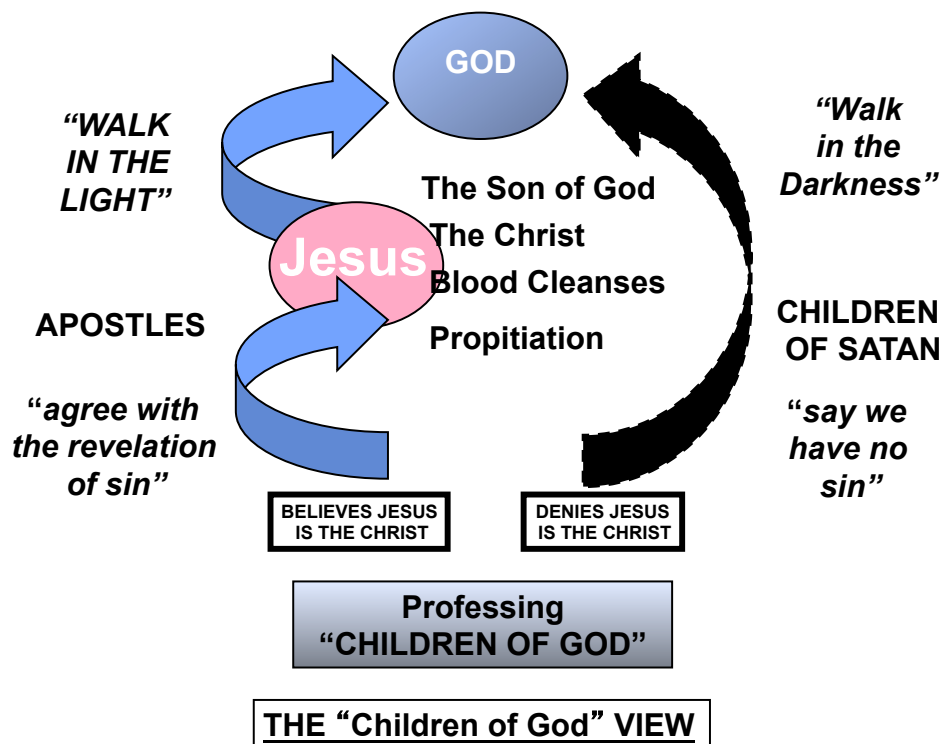 GOD
“WALK
IN THE
LIGHT”
“Walk
in the
Darkness”
The Son of God
The Christ
Jesus
Blood Cleanses
Propitiation
APOSTLES
CHILDREN
OF SATAN
“agree with
the revelation
of sin”
“say we
have no
sin”
BELIEVES JESUS
IS THE CHRIST
DENIES JESUS
IS THE CHRIST
Professing
“CHILDREN OF GOD”
THE “Children of God” VIEW